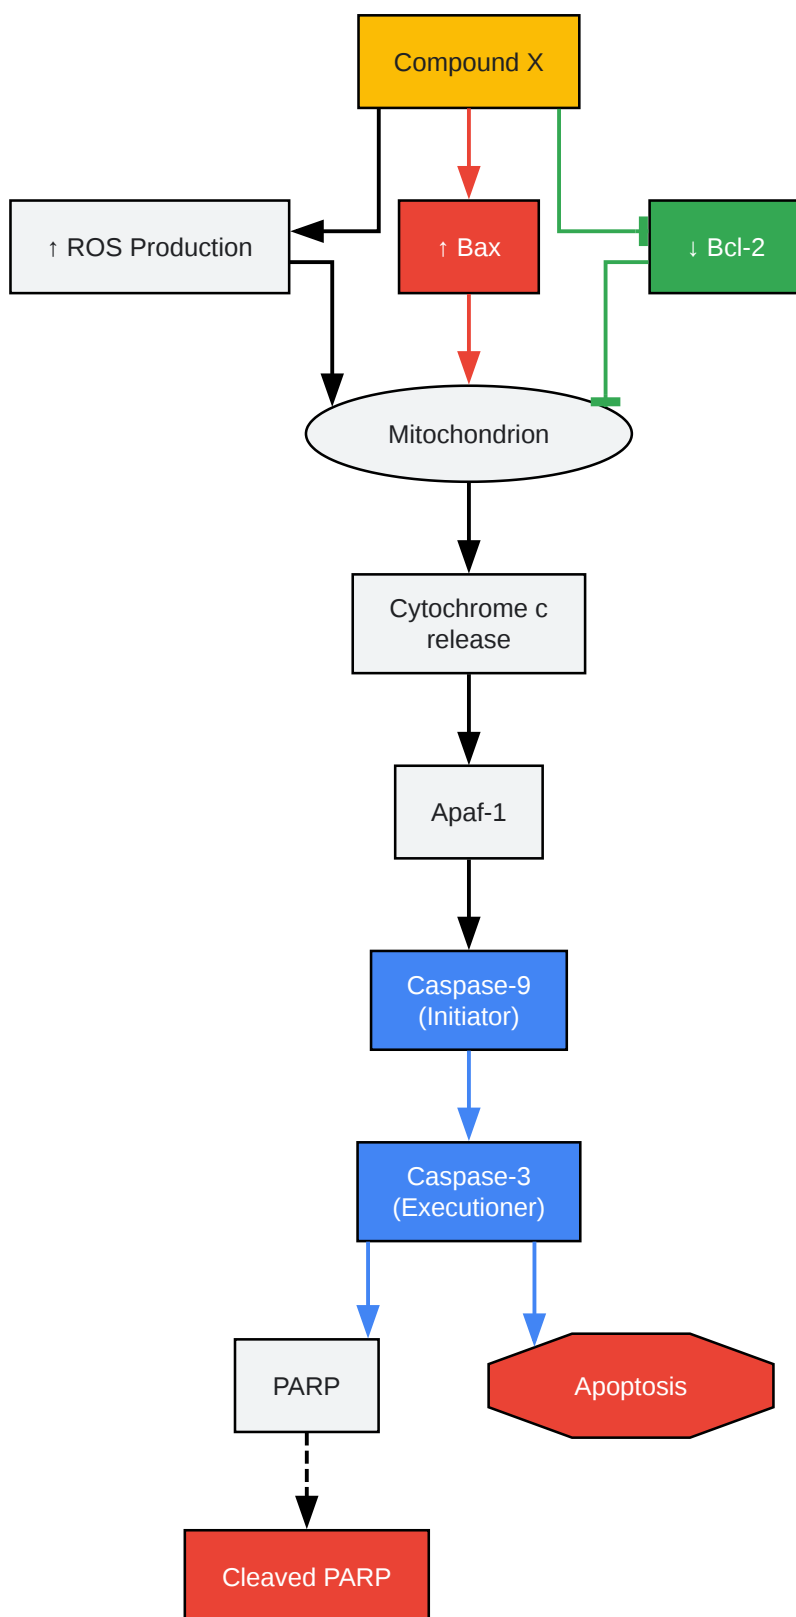 Compound X
↑ ROS Production
↑ Bax
↓ Bcl-2
Mitochondrion
Cytochrome c
release
Apaf-1
Caspase-9
(Initiator)
Caspase-3
(Executioner)
PARP
Apoptosis
Cleaved PARP